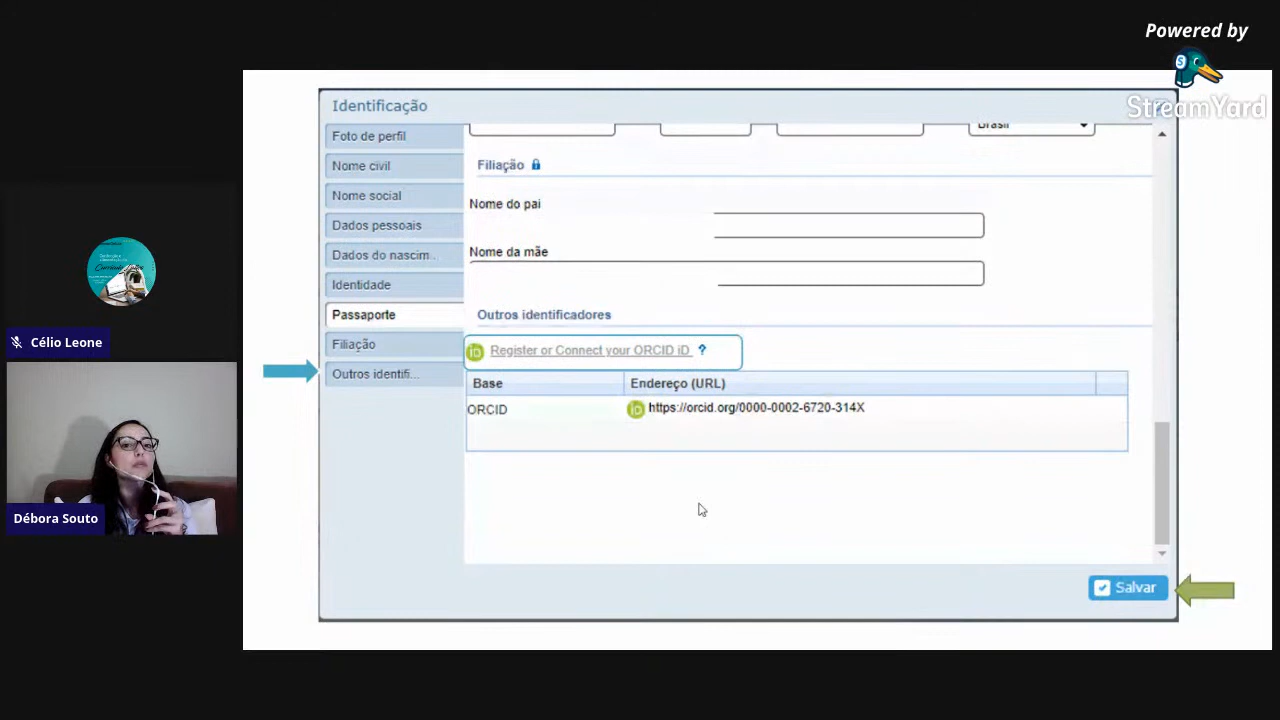 Powered by
StreamYard
Identificação
Foto de perfil
Nome civil
Nome social
Dados pessoais
Dados do nascim..
Identidade
Passaporte
Filiação
Outros identifi...
Brasil
Filiação
Nome do pai
Nome da mãe
Outros identificadores
iD Register or Connect your ORCID iD ?
Base Endereço (URL)
ORCID iD https://orcid.org/0000-0002-6720-314X
Salvar
Célio Leone
Débora Souto